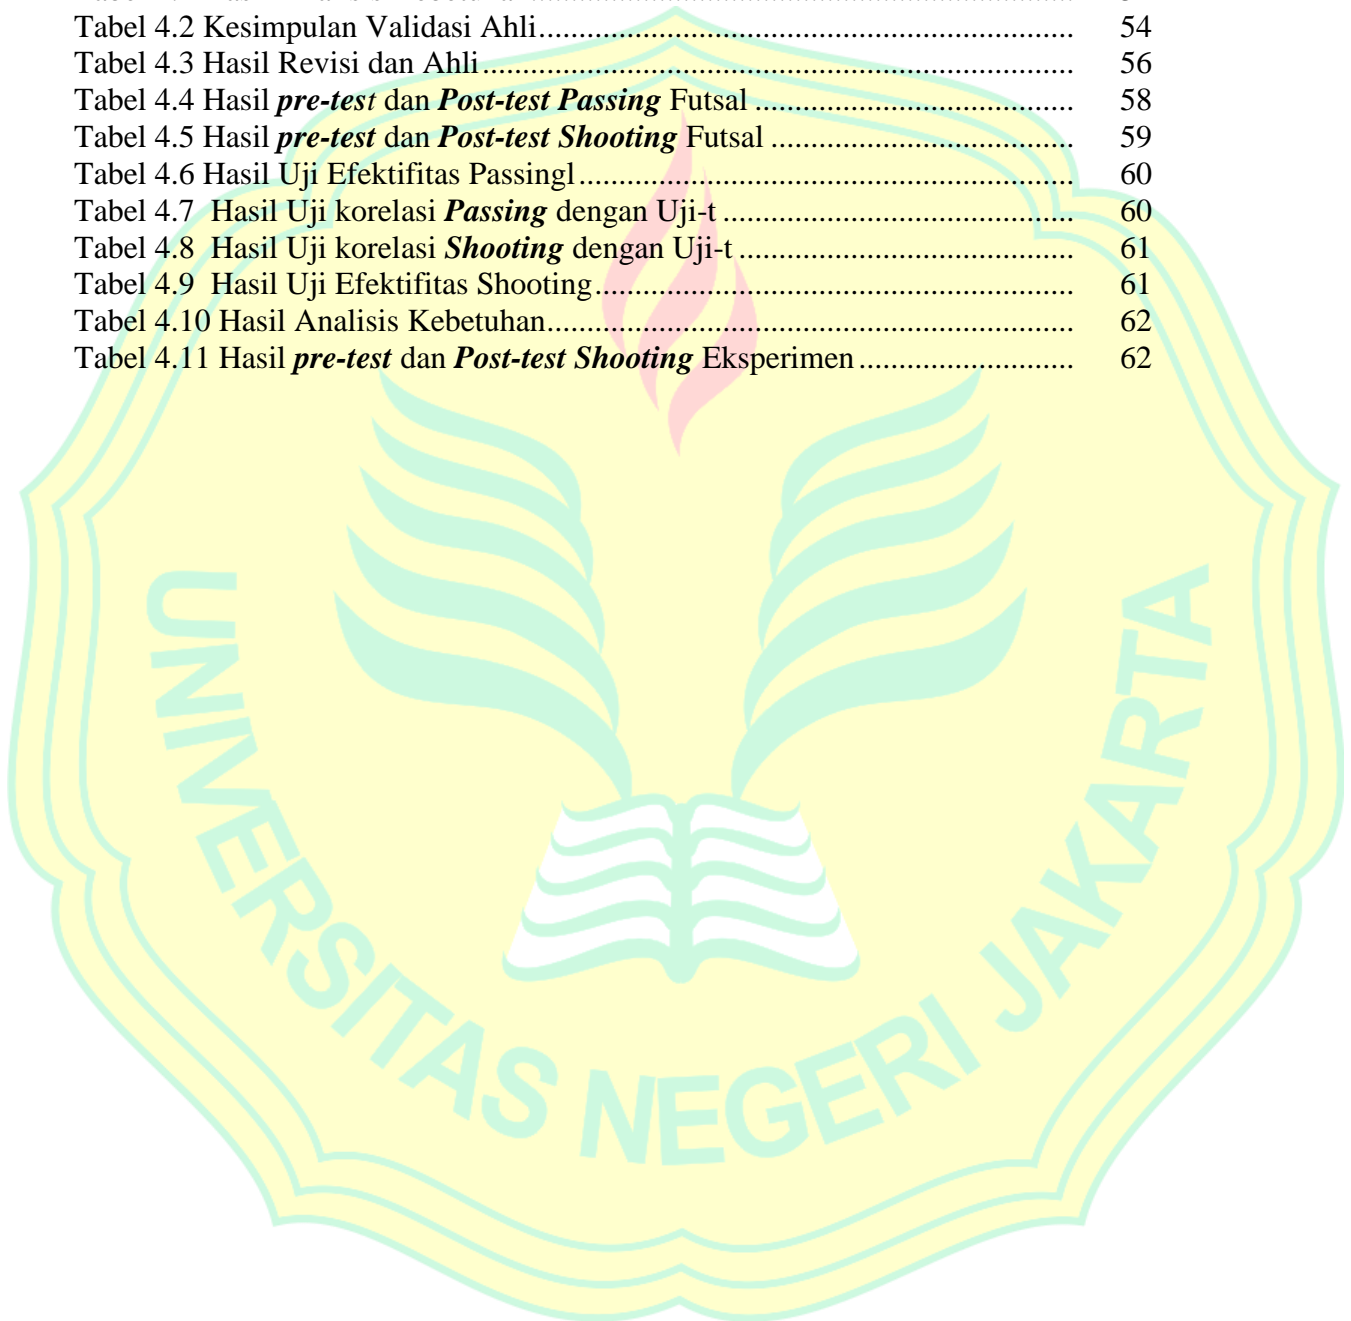 Tabel 4.2 Kesimpulan Validasi Ahli.................................................................... 54
Tabel 4.3 Hasil Revisi dan Ahli........................................................................... 56
Tabel 4.4 Hasil pre-test dan Post-test Passing Futsal ........................................ 58
Tabel 4.5 Hasil pre-test dan Post-test Shooting Futsal ...................................... 59
Tabel 4.6 Hasil Uji Efektifitas Passingl.............................................................. 60
Tabel 4.7 Hasil Uji korelasi Passing dengan Uji-t ............................................ 60
Tabel 4.8 Hasil Uji korelasi Shooting dengan Uji-t .......................................... 61
Tabel 4.9 Hasil Uji Efektifitas Shooting............................................................ 61
Tabel 4.10 Hasil Analisis Kebetuhan.................................................................. 62
Tabel 4.11 Hasil pre-test dan Post-test Shooting Eksperimen ........................... 62
UNIVERSITAS NEGERI JAKARTA